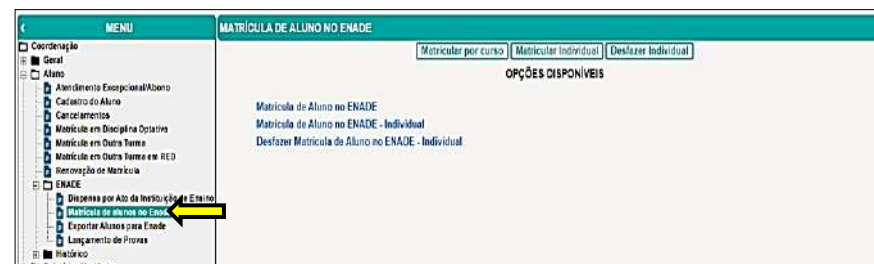 MENU
MATRÍCULA DE ALUNO NO ENADE
Coordenação
Geral
Aluno
Atendimento Excepcional/Abono
Cadastro do Aluno
Cancelamentos
Matrícula em Disciplina Optativa
Matrícula em Outra Turma
Matrícula em Outra Turma em RED
Renovação de Matrícula
ENADE
Dispensa por Ato da Instituição de Ensino
Matrícula de alunos no Enade
Exportar Alunos para Enade
Lançamento de Provas
Histórico
Matricular por curso Matricular Individual Desfazer Individual
OPÇÕES DISPONÍVEIS
Matrícula de Aluno no ENADE
Matrícula de Aluno no ENADE - Individual
Desfazer Matrícula de Aluno no ENADE - Individual